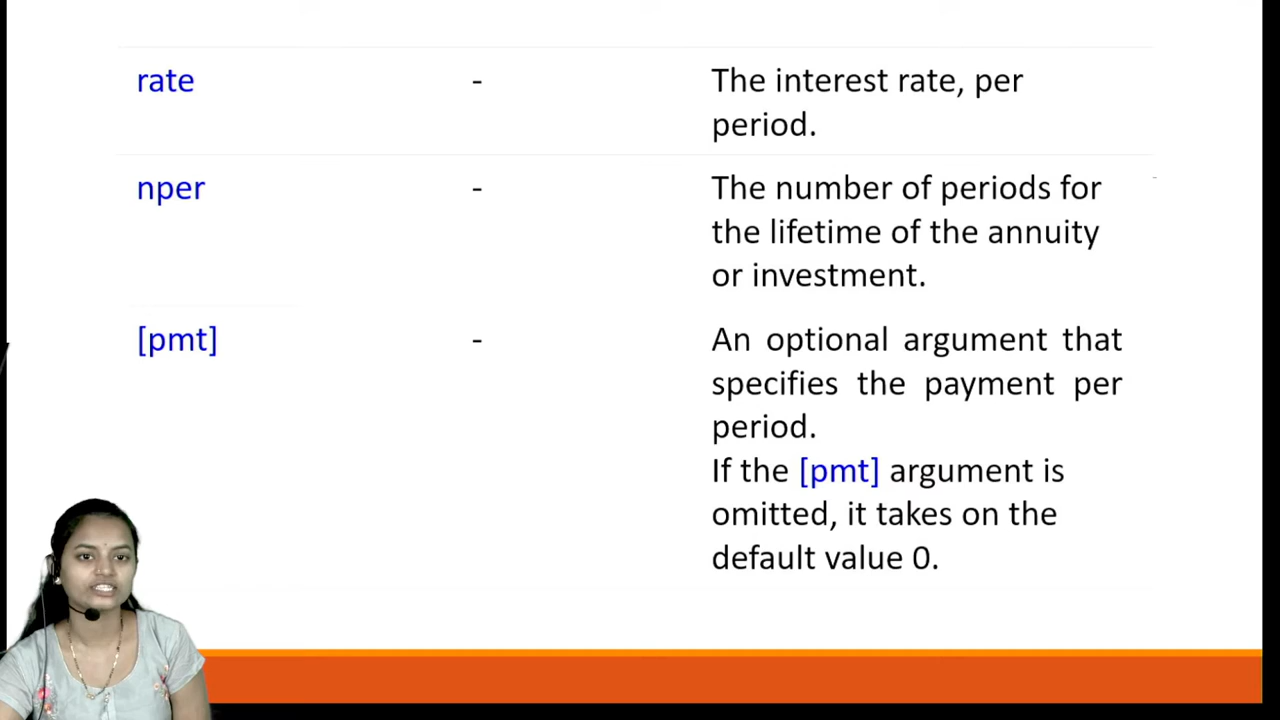 rate - The interest rate, per
period.
nper - The number of periods for
the lifetime of the annuity
or investment.
[pmt] - An optional argument that
specifies the payment per
period.
If the [pmt] argument is
omitted, it takes on the
default value 0.